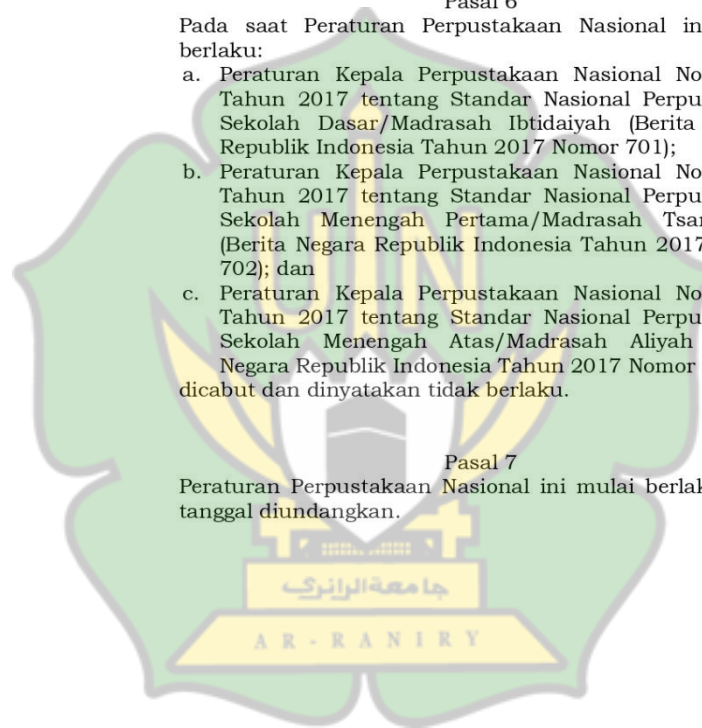 Pasal 6
Pada saat Peraturan Perpustakaan Nasional in
berlaku:
a. Peraturan Kepala Perpustakaan Nasional No
Tahun 2017 tentang Standar Nasional Perpu
Sekolah Dasar/Madrasah Ibtidaiyah (Berita
Republik Indonesia Tahun 2017 Nomor 701);
b. Peraturan Kepala Perpustakaan Nasional No
Tahun 2017 tentang Standar Nasional Perpu
Sekolah Menengah Pertama/Madrasah Tsan
(Berita Negara Republik Indonesia Tahun 2017
702); dan
c. Peraturan Kepala Perpustakaan Nasional No
Tahun 2017 tentang Standar Nasional Perpu
Sekolah Menengah Atas/Madrasah Aliyah
Negara Republik Indonesia Tahun 2017 Nomor
dicabut dan dinyatakan tidak berlaku.
Pasal 7
Peraturan Perpustakaan Nasional ini mulai berlak
tanggal diundangkan.
UIN
جامعة الرانري
AR-RANIRY